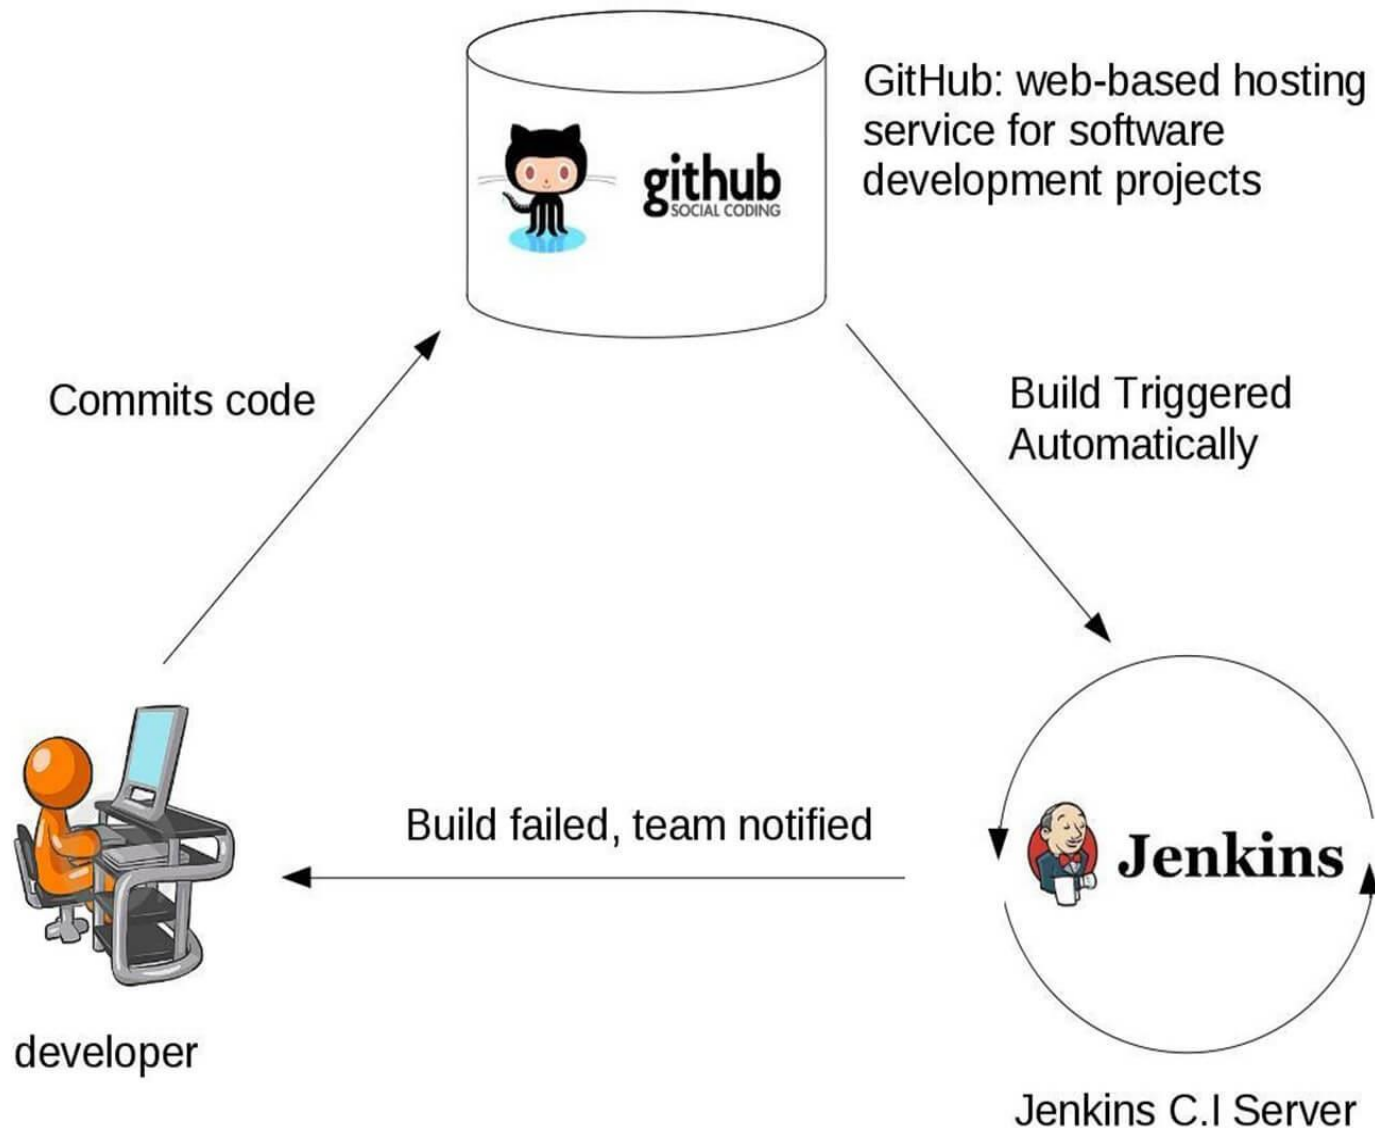 GitHub: web-based hosting
service for software
development projects
github
SOCIAL CODING
Commits code
Build Triggered
Automatically
Build failed, team notified
Jenkins
developer
Jenkins C.I Server